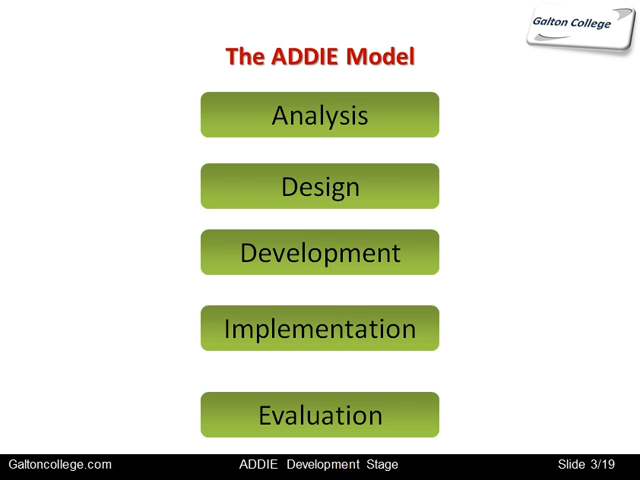 Galton College
The ADDIE Model
Analysis
Design
Development
Implementation
Evaluation
Galtoncollege.com ADDIE Development Stage Slide 3/19